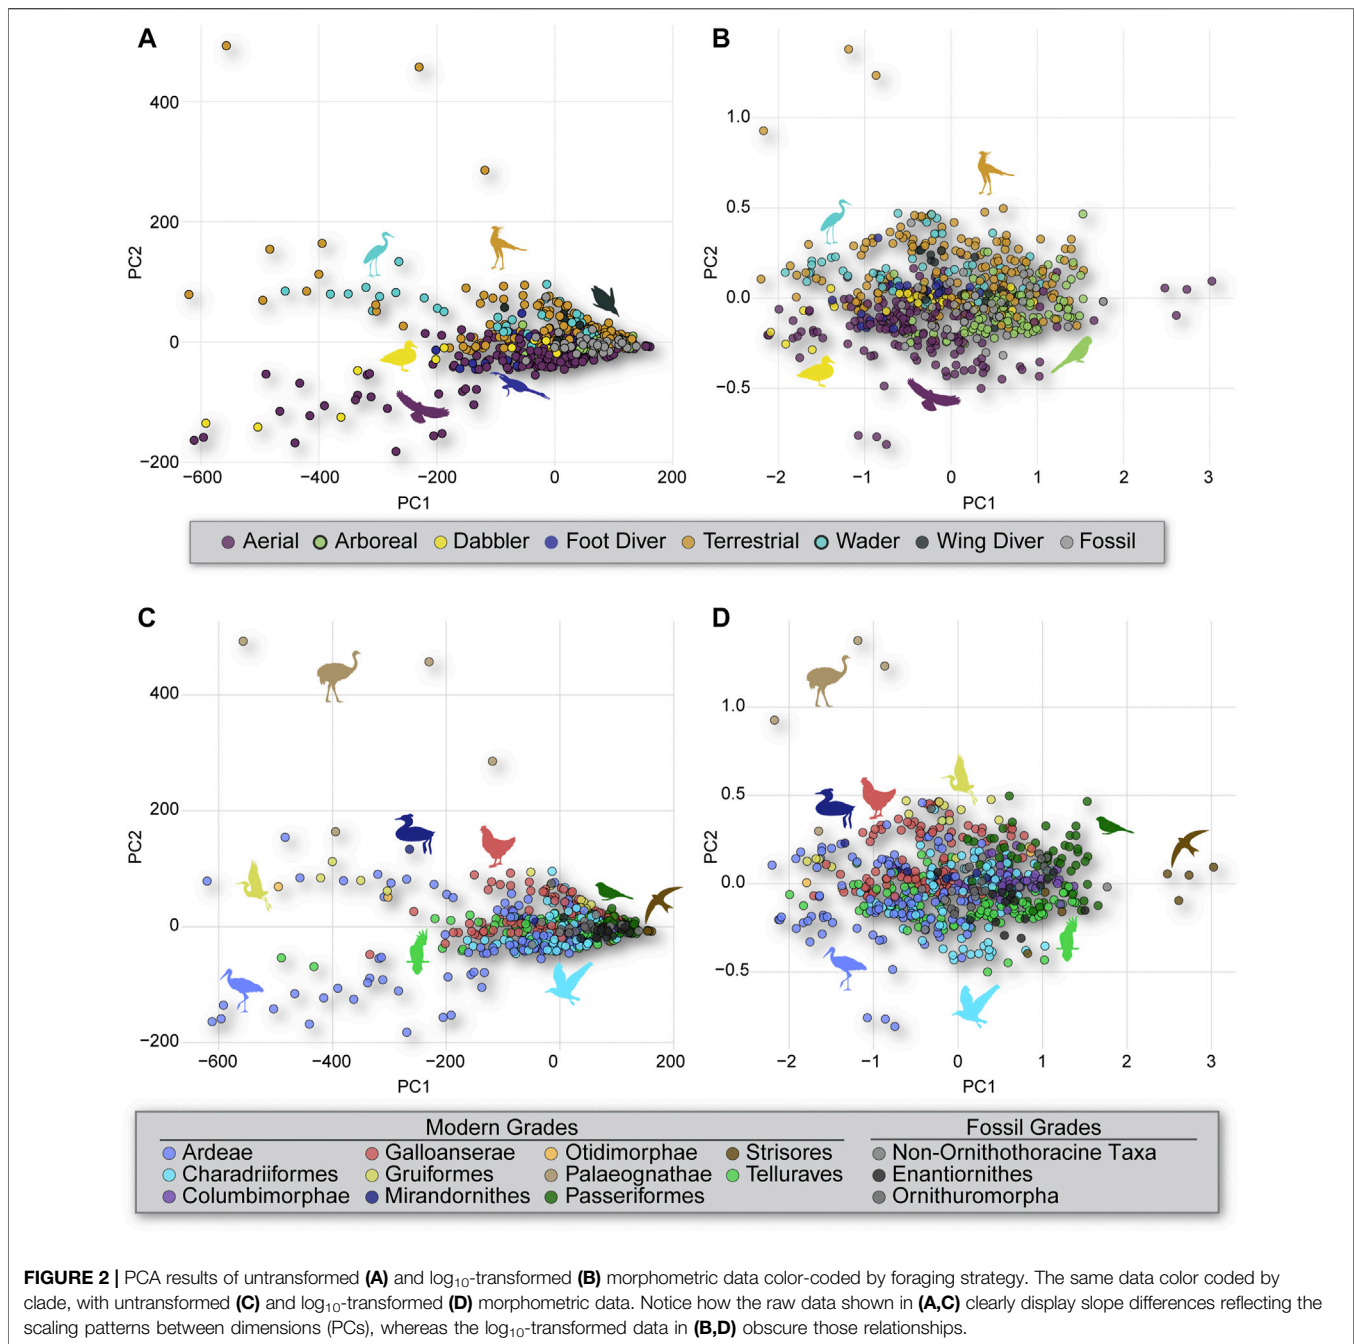 A
B
400
200
0
−200
PC2
−600
−400
−200
0
200
PC1
1.0
0.5
0.0
−0.5
PC2
−2
−1
0
1
2
3
PC1
Aerial Arboreal Dabbler Foot Diver Terrestrial Wader Wing Diver Fossil
C
D
400
200
0
−200
PC2
−600
−400
−200
0
200
PC1
1.0
0.5
0.0
−0.5
PC2
−2
−1
0
1
2
3
PC1
Modern Grades
Ardeae Galloanserae Otidimorphae Strisores
Charadriiformes Gruiformes Palaeognathae Telluraves
Columbimorphae Mirandornithes Passeriformes
Fossil Grades
Non-Ornithothoracine Taxa
Enantiornithes
Ornithuromorpha
FIGURE 2 | PCA results of untransformed (A) and log10-transformed (B) morphometric data color-coded by foraging strategy. The same data color coded by
clade, with untransformed (C) and log10-transformed (D) morphometric data. Notice how the raw data shown in (A,C) clearly display slope differences reflecting the
scaling patterns between dimensions (PCs), whereas the log10-transformed data in (B,D) obscure those relationships.